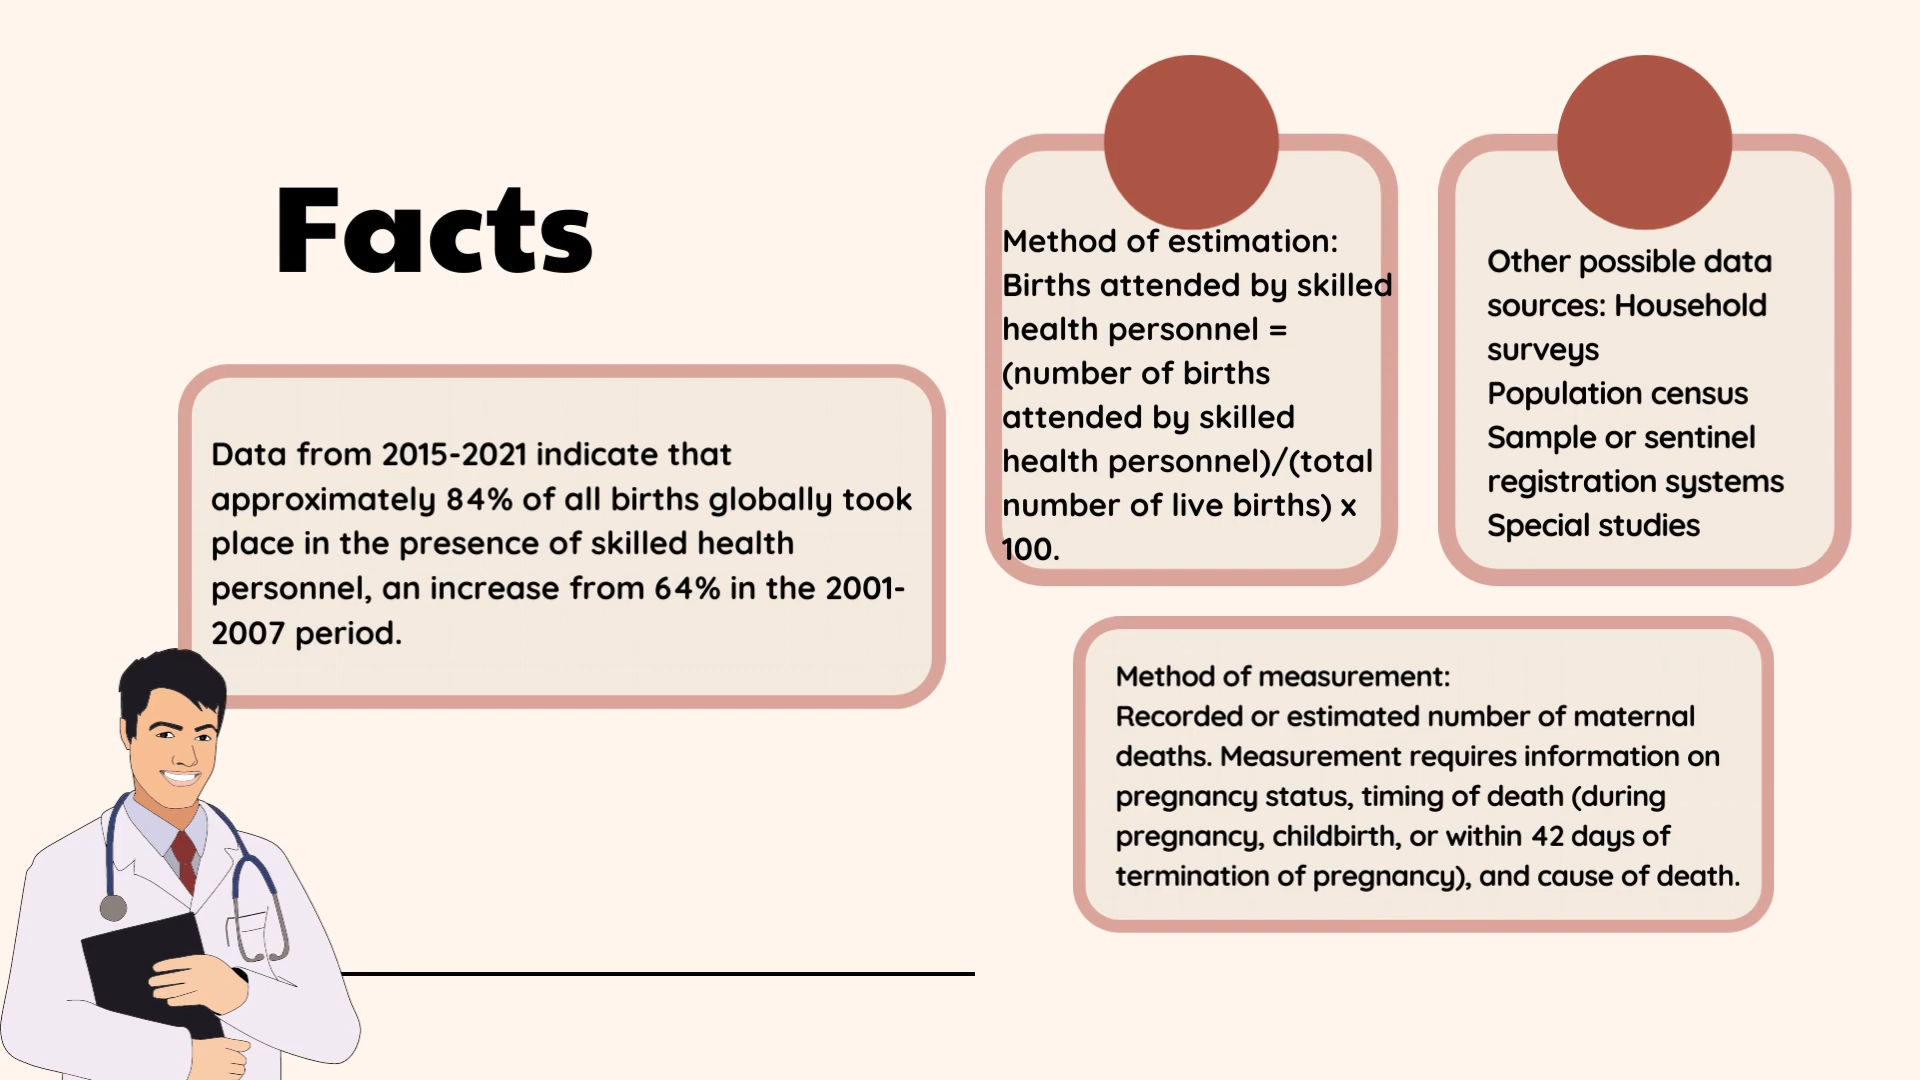 Facts
Data from 2015-2021 indicate that
approximately 84% of all births globally took
place in the presence of skilled health
personnel, an increase from 64% in the 2001-
2007 period.
Method of estimation:
Births attended by skilled
health personnel =
(number of births
attended by skilled
health personnel)/(total
number of live births) x
100.
Other possible data
sources: Household
surveys
Population census
Sample or sentinel
registration systems
Special studies
Method of measurement:
Recorded or estimated number of maternal
deaths. Measurement requires information on
pregnancy status, timing of death (during
pregnancy, childbirth, or within 42 days of
termination of pregnancy), and cause of death.